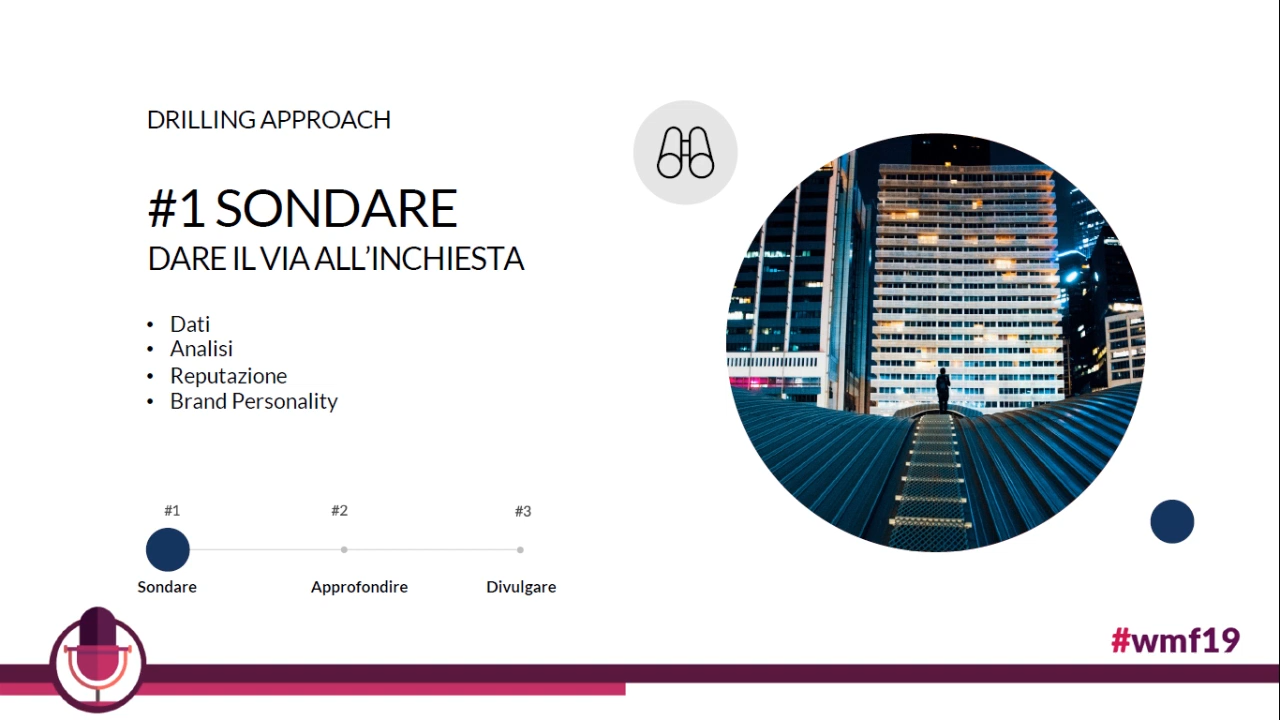 DRILLING APPROACH
#1 SONDARE
DARE IL VIA ALL’INCHIESTA
• Dati
• Analisi
• Reputazione
• Brand Personality
#1 #2 #3
Sondare Approfondire Divulgare
#wmf19